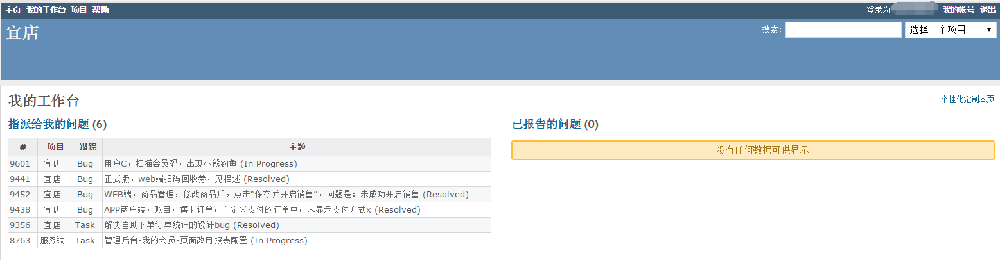 主页 我的工作台 项目 帮助 登录为 我的帐号 退出
宜店 搜索: 选择一个项目...
我的工作台 个性化定制本页
指派给我的问题 (6) 已报告的问题 (0)
# 项目 跟踪 主题 没有任何数据可供显示
9601 宜店 Bug 用户C，扫描会员码，出现小熊钓鱼 (In Progress)
9441 宜店 Bug 正式版，web端扫码回收券，见描述 (Resolved)
9452 宜店 Bug WEB端，商品管理，修改商品后，点击“保存并开启销售”，问题是：未成功开启销售 (Resolved)
9438 宜店 Bug APP商户端，账目，售卡订单，自定义支付的订单中，未显示支付方式x (Resolved)
9356 宜店 Task 解决自助下单订单统计的设计bug (Resolved)
8763 服务端 Task 管理后台-我的会员-页面改用报表配置 (In Progress)